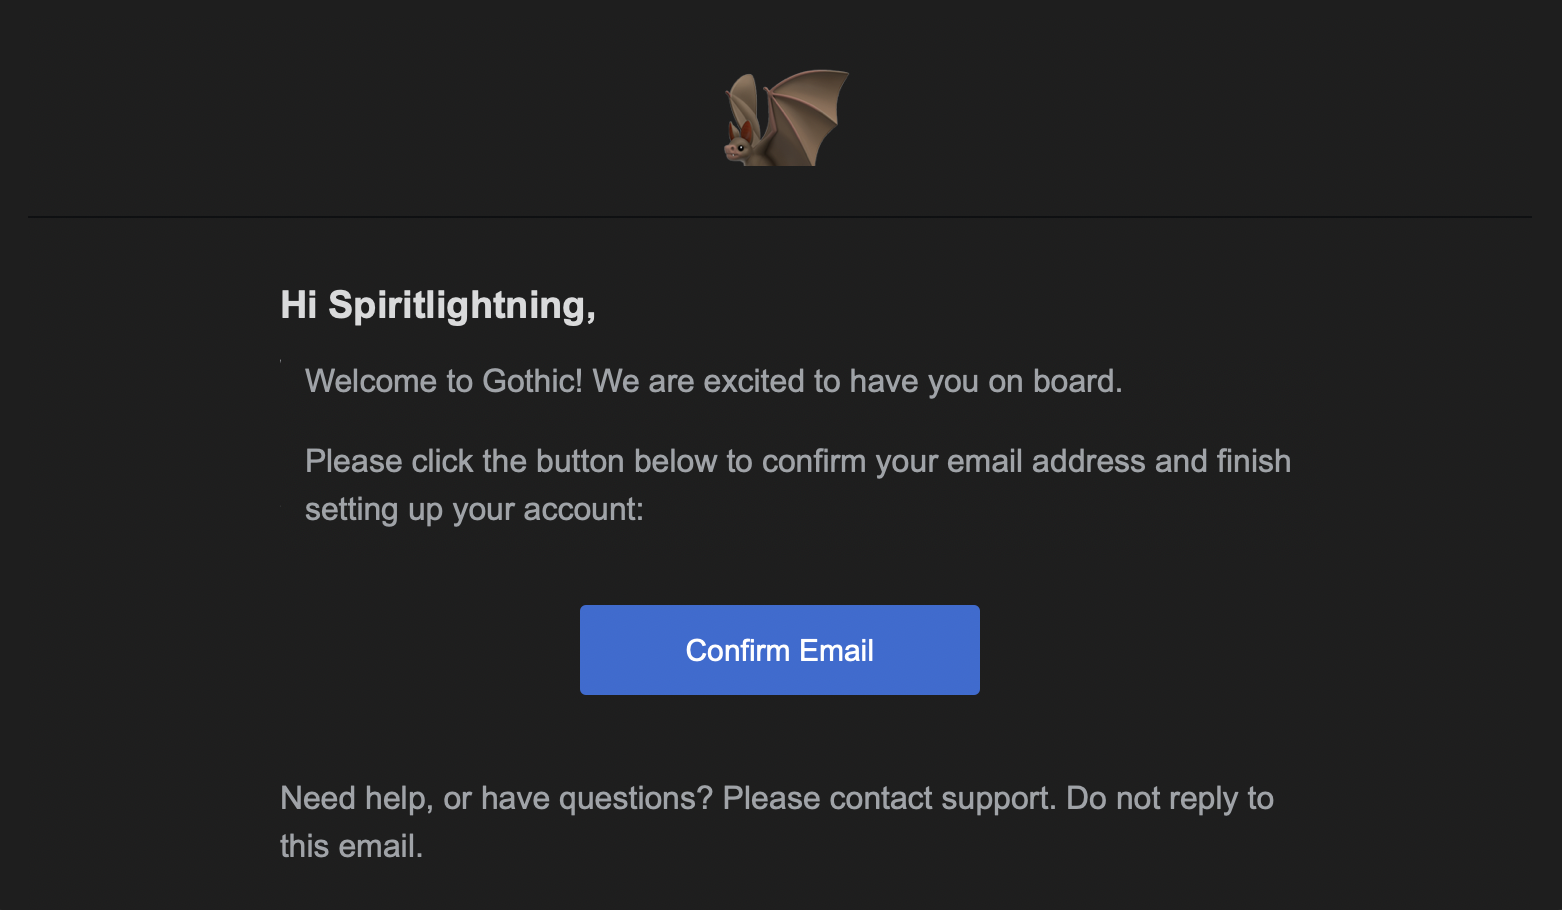 Hi Spiritlightning,
Welcome to Gothic! We are excited to have you on board.
Please click the button below to confirm your email address and finish
setting up your account:
Confirm Email
Need help, or have questions? Please contact support. Do not reply to
this email.